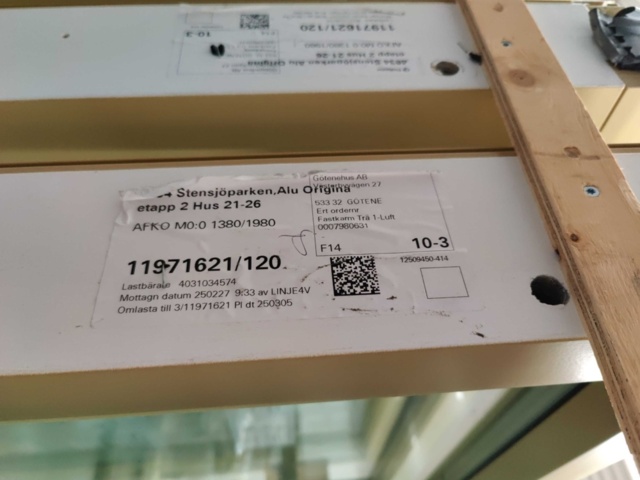 11971621/120
10-3
Stensjöparken,Alu Origina
etapp 2 Hus 21-26
AFKO M0:0 1380/1980
11971621/120
Lastbärare 4031034574
Mottagn datum 250227 9:33 av LINJE4V
Omlasta till 3/11971621 Pl dt 250305
Götenehus AB
27
533 32 GÖTENE
Ert ordernr
Fastkarm Trä 1-Luft
0007980631
F14 10-3
12509450-414